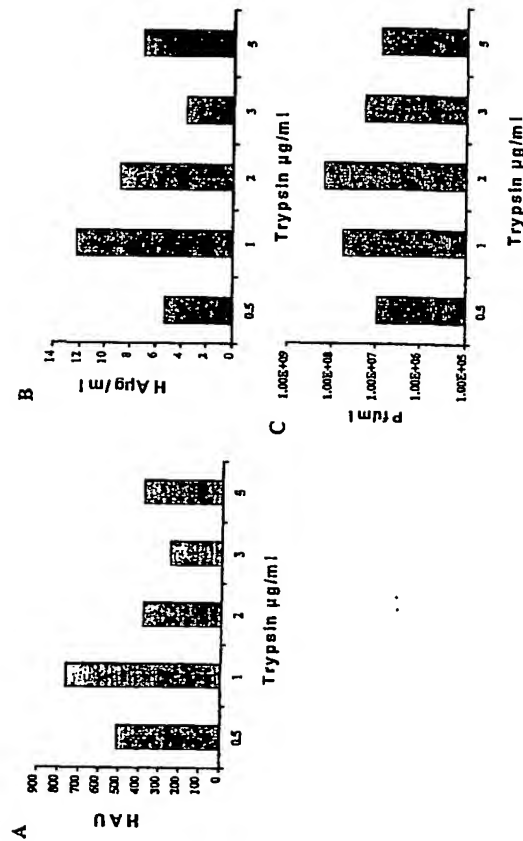 A
HAU
900
800
700
600
500
400
300
200
100
0
0.5 1 2 3 5
Trypsin µg/ml
B
HAµg/ml
14
12
10
8
6
4
2
0
0.5 1 2 3 5
Trypsin µg/ml
C
Pfu/ml
1.00E+09
1.00E+08
1.00E+07
1.00E+06
1.00E+05
0.5 1 2 3 5
Trypsin µg/ml